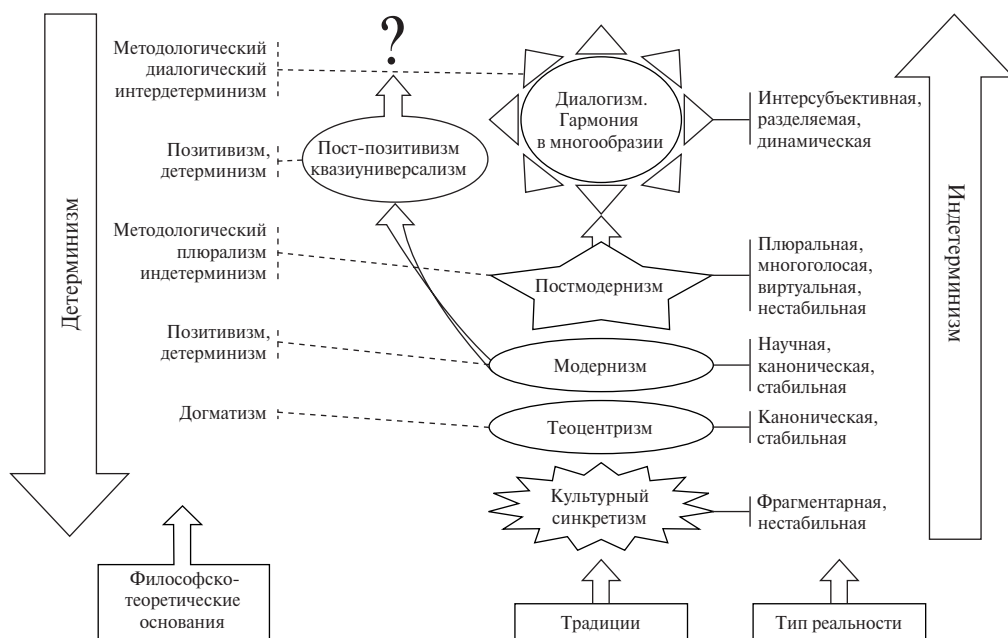 Методологический
диалогический
интердетерминизм
?
Диалогизм.
Гармония
в многообразии
Интерсубъективная,
разделяемая,
динамическая
Позитивизм,
детерминизм
Пост-позитивизм
квазиуниверсализм
Детерминизм
Индетерминизм
Методологический
плюрализм
индетерминизм
Постмодернизм
Плюральная,
многоголосая,
виртуальная,
нестабильная
Позитивизм,
детерминизм
Модернизм
Научная,
каноническая,
стабильная
Догматизм
Теоцентризм
Каноническая,
стабильная
Культурный
синкретизм
Фрагментарная,
нестабильная
Философско-
теоретические
основания
Традиции
Тип реальности